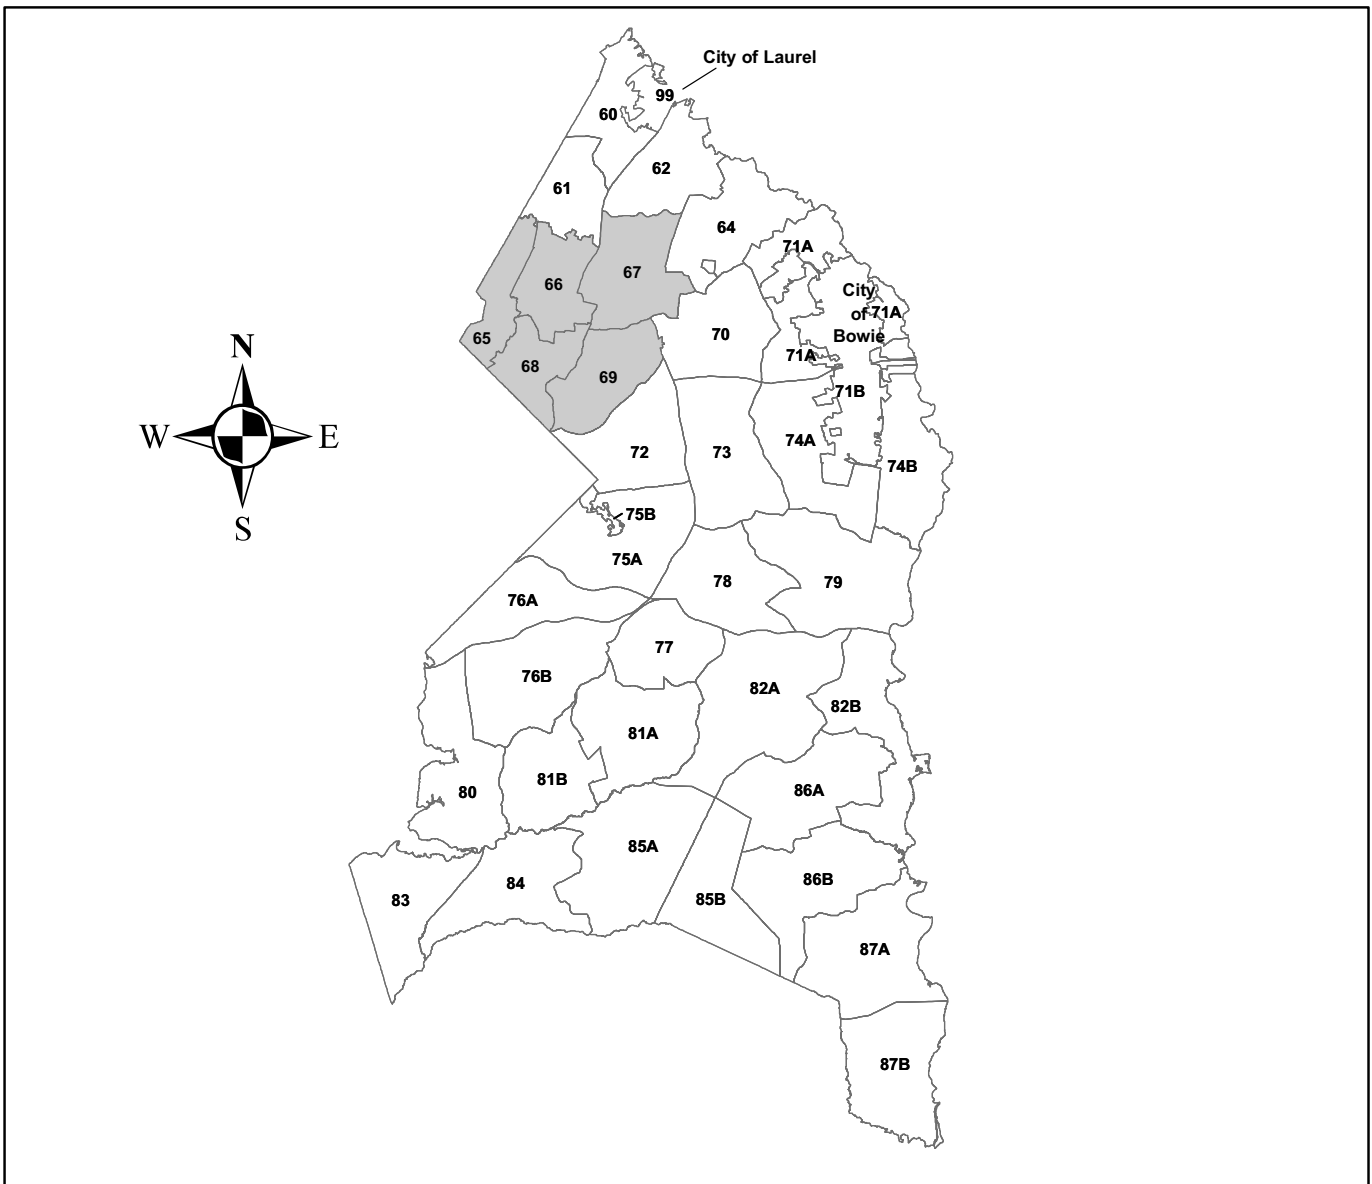 City of Laurel
99
60
62
61
64
71A
67
66
City
of
Bowie
71A
65
70
71A
68
69
71B
N
W
E
S
72
73
74A
74B
75B
75A
78
79
76A
77
76B
82A
82B
81A
81B
80
86A
85A
86B
84
83
85B
87A
87B